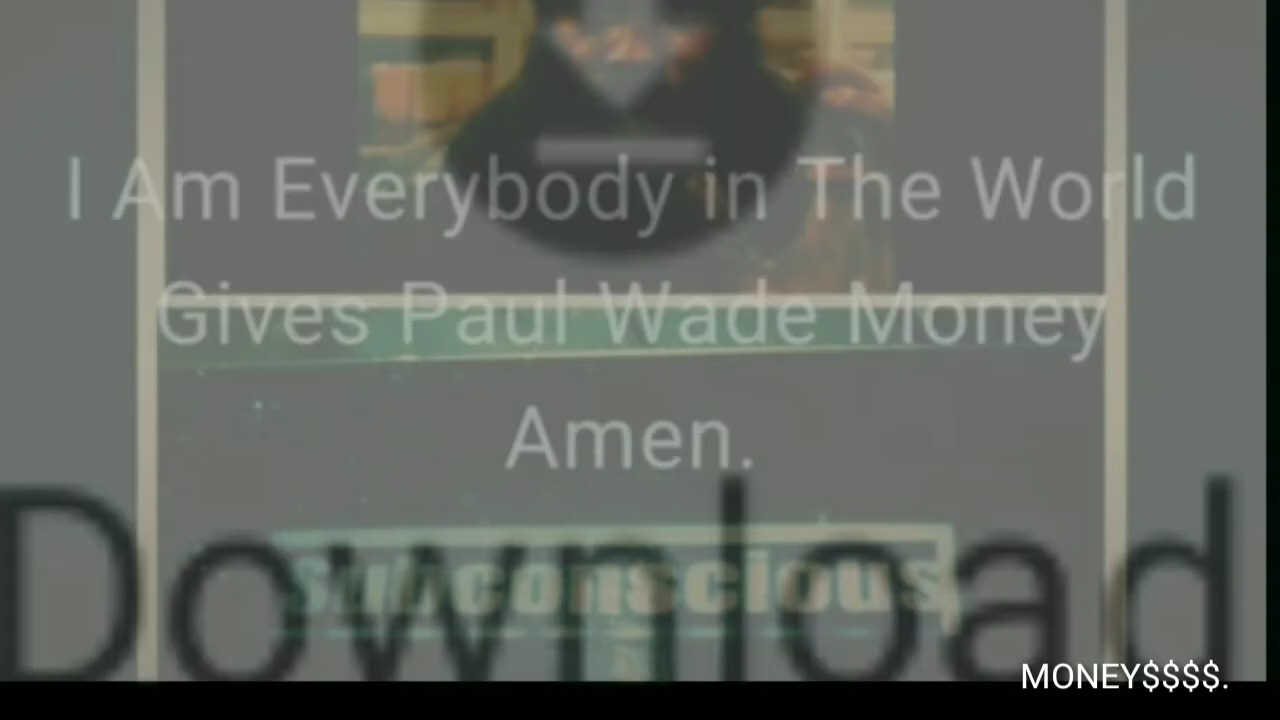 I Am Everybody in The World
Gives Paul Wade Money
Amen.
Subconscious
Download
MONEY$$$$.